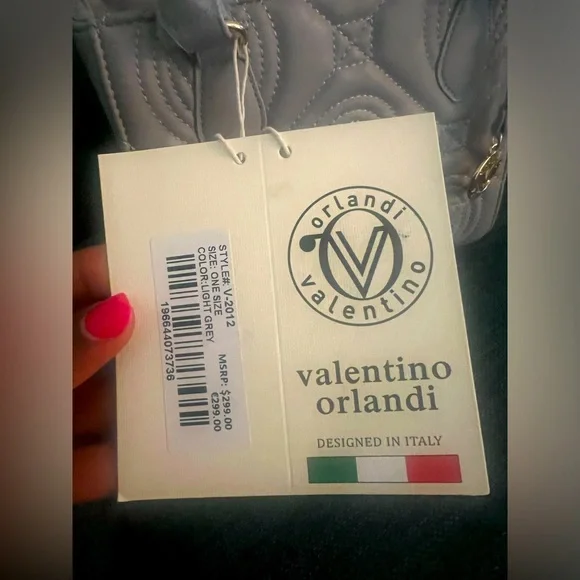 STYLE#: V-2012
SIZE: ONE SIZE
COLOR:LIGHT GREY
196644073736
MSRP: $299.00
€299.00
orlandi
valentino
valentino
orlandi
DESIGNED IN ITALY